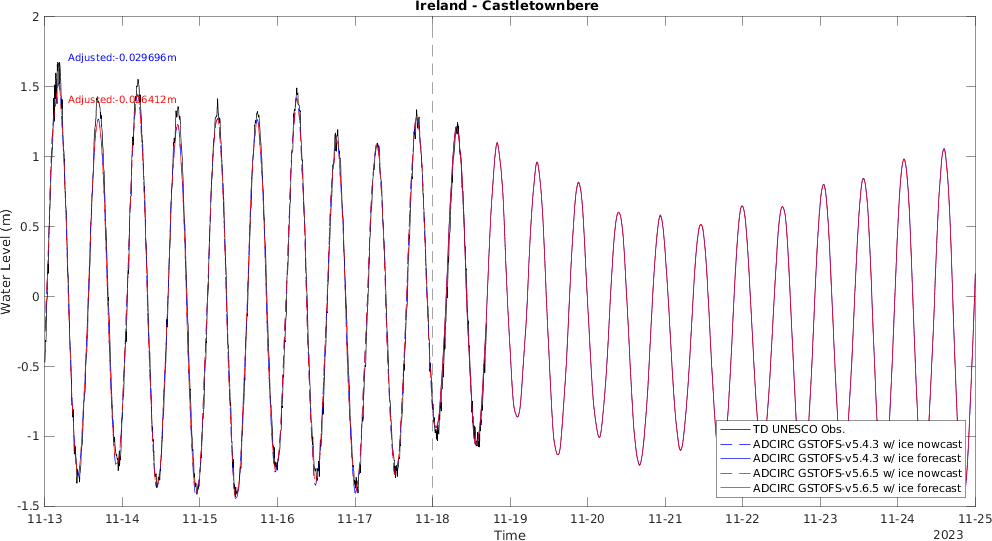 Ireland - Castletownbere
2
1.5
1
0.5
0
-0.5
-1
-1.5
Water Level (m)
Adjusted:-0.029696m
Adjusted:-0.026412m
TD UNESCO Obs.
ADCIRC GSTOFS-v5.4.3 w/ ice nowcast
ADCIRC GSTOFS-v5.4.3 w/ ice forecast
ADCIRC GSTOFS-v5.6.5 w/ ice nowcast
ADCIRC GSTOFS-v5.6.5 w/ ice forecast
11-13 11-14 11-15 11-16 11-17 11-18 11-19 11-20 11-21 11-22 11-23 11-24 11-25
Time
2023